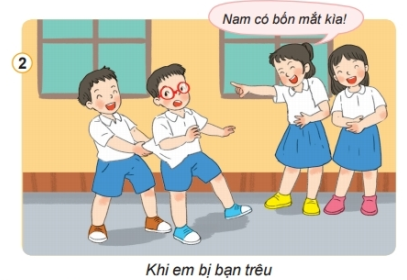 Nam có bốn mắt kìa!
2
Khi em bị bạn trêu